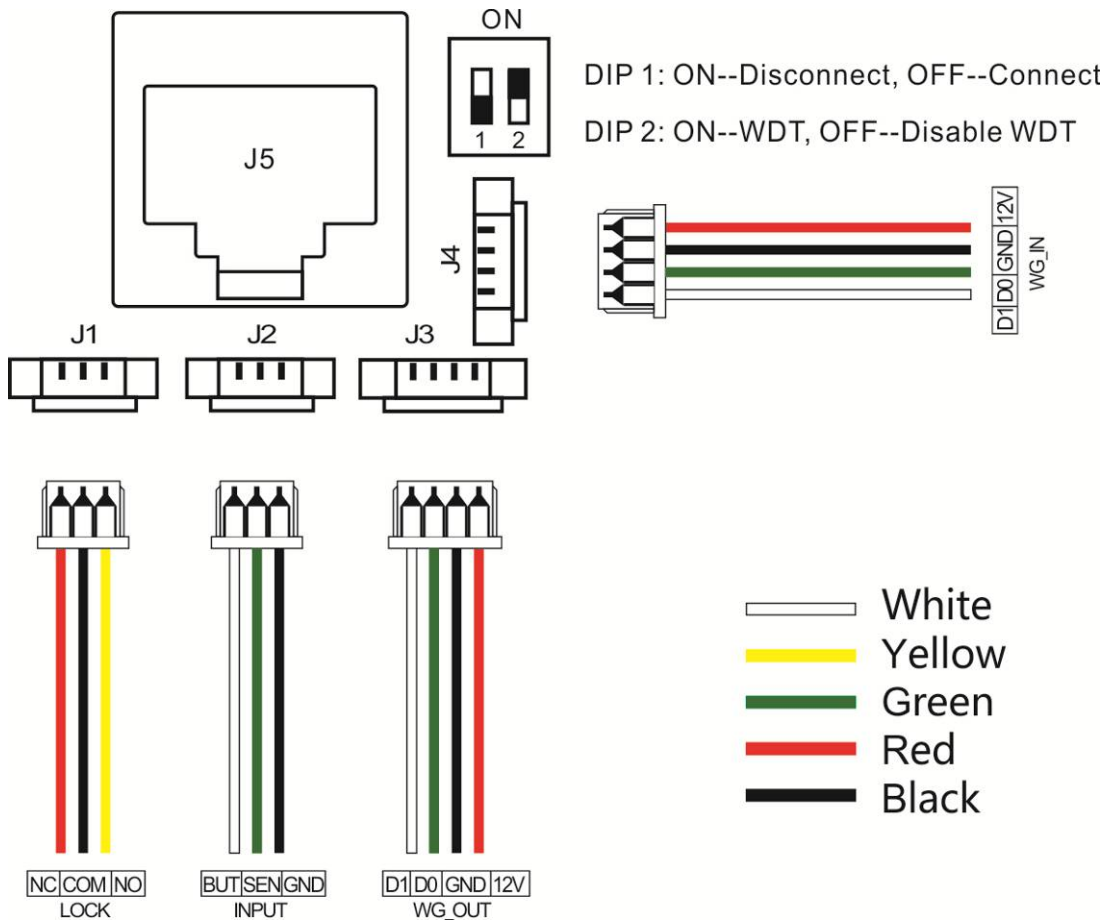 ON
1 2
DIP 1: ON--Disconnect, OFF--Connect
DIP 2: ON--WDT, OFF--Disable WDT
J5
J4
D1 D0 GND 12V
WG_IN
J1 J2 J3
White
Yellow
Green
Red
Black
NC COM NO
LOCK
BUT SEN GND
INPUT
D1 D0 GND 12V
WG_OUT